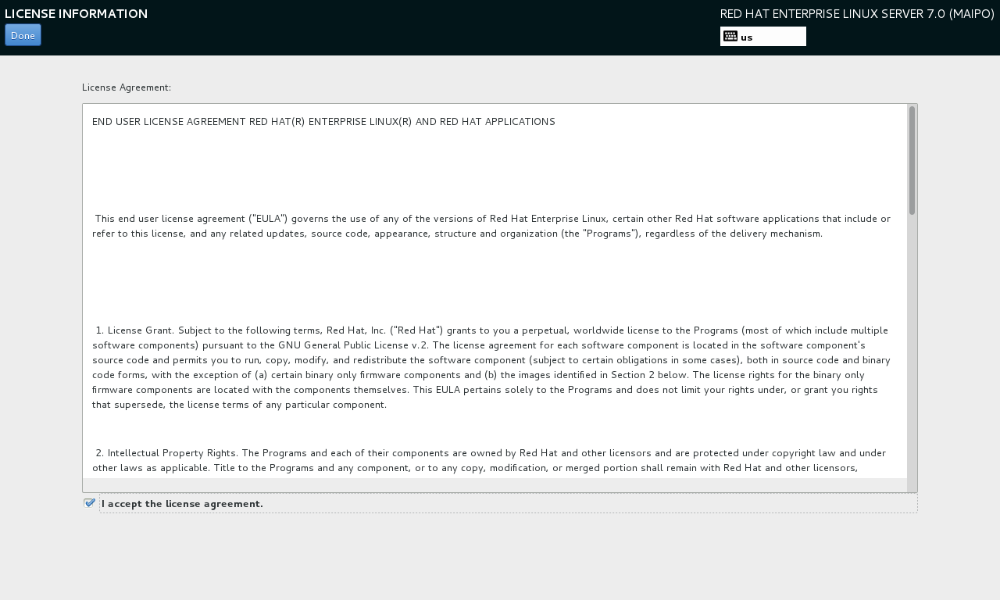 LICENSE INFORMATION
RED HAT ENTERPRISE LINUX SERVER 7.0 (MAIPO)
Done
us
License Agreement:
END USER LICENSE AGREEMENT RED HAT(R) ENTERPRISE LINUX(R) AND RED HAT APPLICATIONS
This end user license agreement ("EULA") governs the use of any of the versions of Red Hat Enterprise Linux, certain other Red Hat software applications that include or
refer to this license, and any related updates, source code, appearance, structure and organization (the "Programs"), regardless of the delivery mechanism.
1. License Grant. Subject to the following terms, Red Hat, Inc. ("Red Hat") grants to you a perpetual, worldwide license to the Programs (most of which include multiple
software components) pursuant to the GNU General Public License v.2. The license agreement for each software component is located in the software component's
source code and permits you to run, copy, modify, and redistribute the software component (subject to certain obligations in some cases), both in source code and binary
code forms, with the exception of (a) certain binary only firmware components and (b) the images identified in Section 2 below. The license rights for the binary only
firmware components are located with the components themselves. This EULA pertains solely to the Programs and does not limit your rights under, or grant you rights
that supersede, the license terms of any particular component.
2. Intellectual Property Rights. The Programs and each of their components are owned by Red Hat and other licensors and are protected under copyright law and under
other laws as applicable. Title to the Programs and any component, or to any copy, modification, or merged portion shall remain with Red Hat and other licensors,
I accept the license agreement.